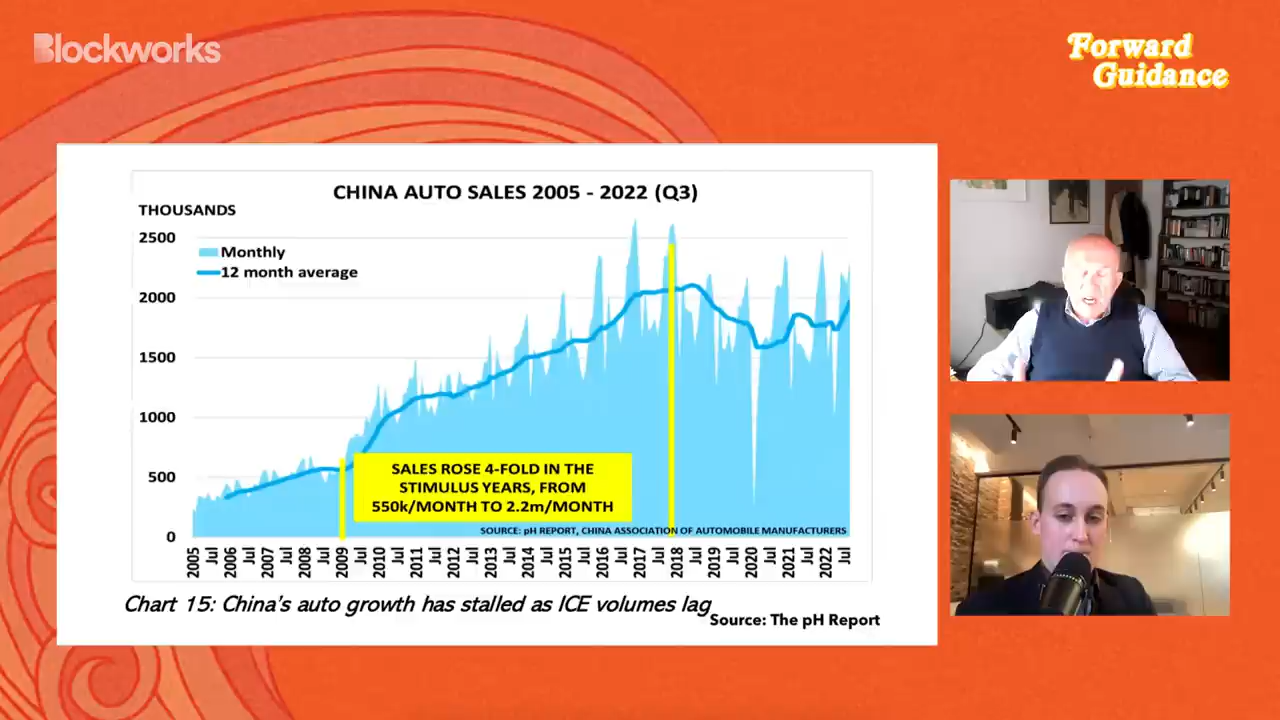 Blockworks
Forward
Guidance
CHINA AUTO SALES 2005 - 2022 (Q3)
THOUSANDS
2500
2000
1500
1000
500
0
Monthly
12 month average
SALES ROSE 4-FOLD IN THE
STIMULUS YEARS, FROM
550k/MONTH TO 2.2m/MONTH
SOURCE: pH REPORT, CHINA ASSOCIATION OF AUTOMOBILE MANUFACTURERS
2005 Jul 2006 Jul 2007 Jul 2008 Jul 2009 Jul 2010 Jul 2011 Jul 2012 Jul 2013 Jul 2014 Jul 2015 Jul 2016 Jul 2017 Jul 2018 Jul 2019 Jul 2020 Jul 2021 Jul 2022 Jul
Chart 15: China's auto growth has stalled as ICE volumes lag
Source: The pH Report